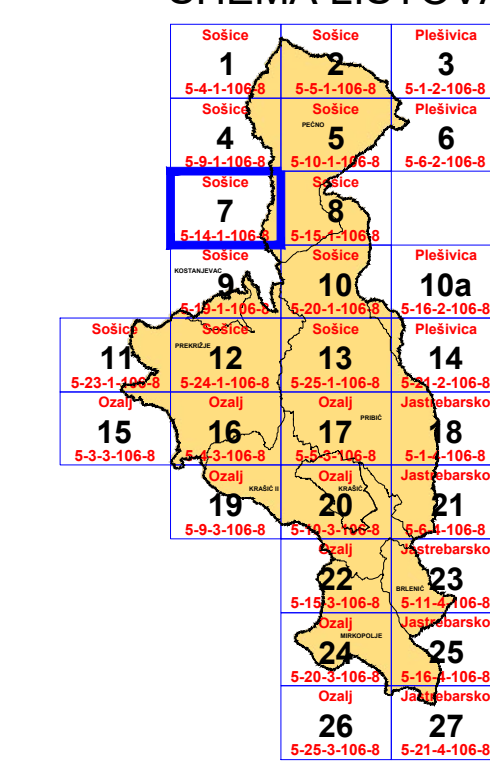 SHEMA LISTOVA
Sošice Sošice Plešivica
1 2 3
5-4-1-106-8 5-5-1-106-8 5-1-2-106-8
Sošice Sošice Plešivica
PEČNO
4 5 6
5-9-1-106-8 5-10-1-106-8 5-6-2-106-8
Sošice Sošice
7 8
5-14-1-106-8 5-15-1-106-8
Sošice Sošice Plešivica
KOSTANJEVAC
9 10 10a
5-19-1-106-8 5-20-1-106-8 5-16-2-106-8
Sošice Sošice Sošice Plešivica
PREKRIŽJE
11 12 13 14
5-23-1-106-8 5-24-1-106-8 5-25-1-106-8 5-21-2-106-8
Ozalj Ozalj Ozalj Jastrebarsko
PRIBIĆ
15 16 17 18
5-3-3-106-8 5-4-3-106-8 5-5-3-106-8 5-1-4-106-8
Ozalj Ozalj Jastrebarsko
KRAŠIĆ II KRAŠIĆ
19 20 21
5-9-3-106-8 5-10-3-106-8 5-6-4-106-8
Ozalj Jastrebarsko
22 BRLENIĆ 23
5-15-3-106-8 5-11-4-106-8
Ozalj Jastrebarsko
MIRKOPOLJE
24 25
5-20-3-106-8 5-16-4-106-8
Ozalj Jastrebarsko
26 27
5-25-3-106-8 5-21-4-106-8